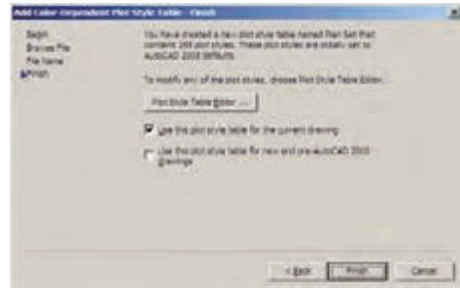 Add Color-Dependent Plot Style Table - Finish
Begin
Browse File
File Name
Finish
You have created a new plot style table named Plan Set that
contains 255 plot styles. These plot styles are initially set to
AutoCAD 2005 defaults.
To modify any of the plot styles, choose Plot Style Table Editor.
Plot Style Table Editor ...
Use this plot style table for the current drawing
Use this plot style table for new and pre-AutoCAD 2005
drawings
< Back
Finish
Cancel